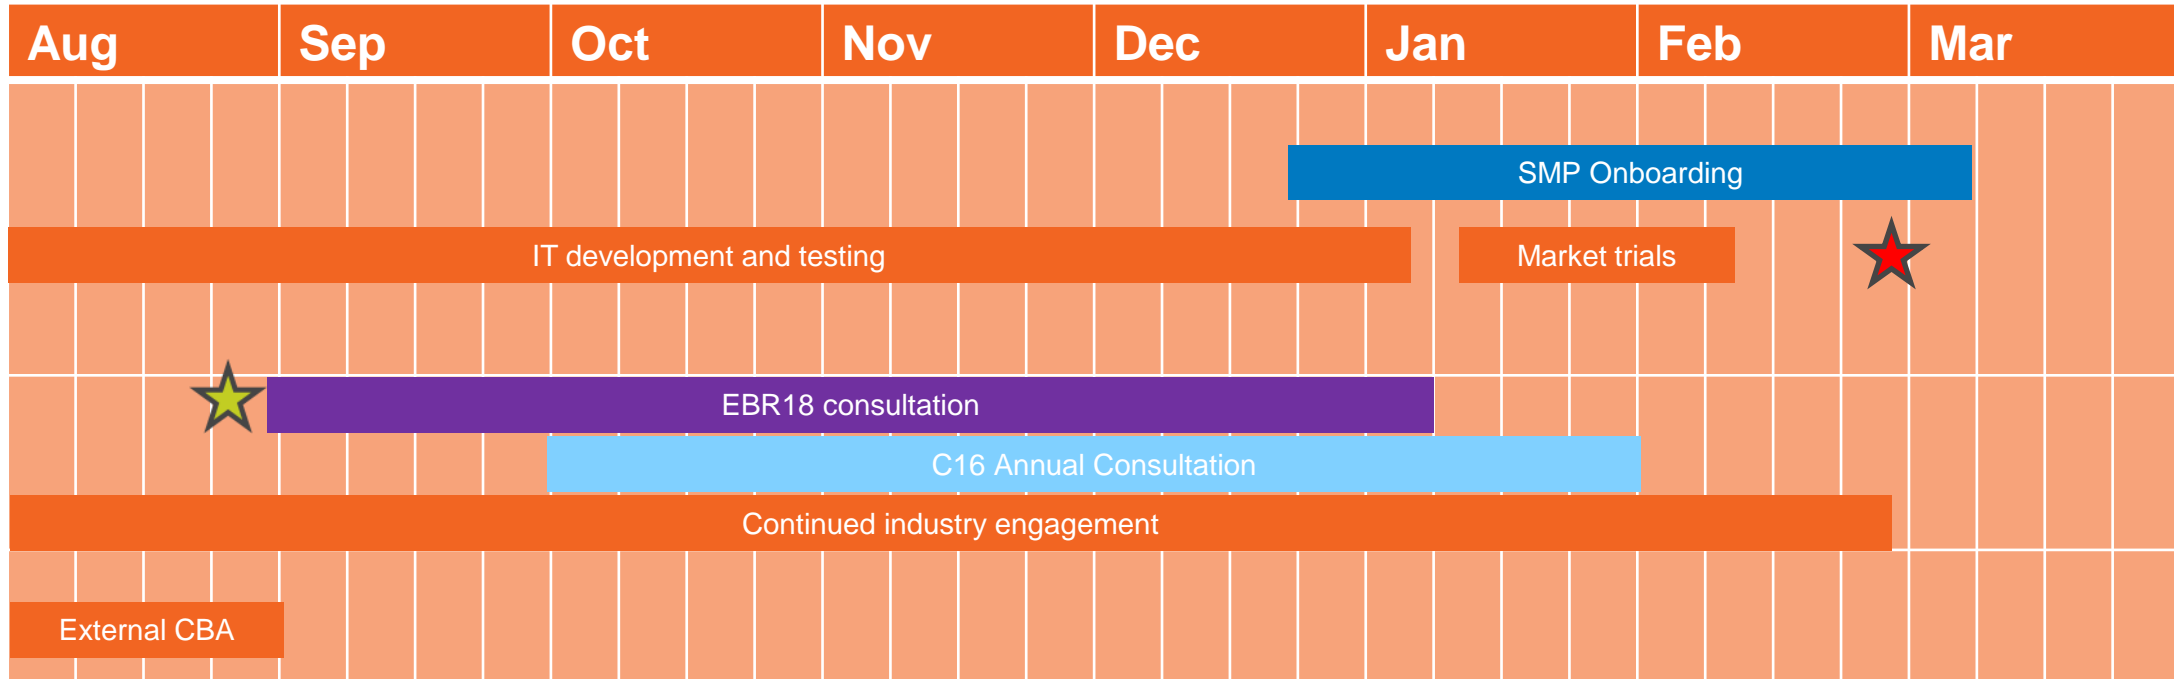 Aug Sep Oct Nov Dec Jan Feb Mar
SMP Onboarding
IT development and testing Market trials
EBR18 consultation
C16 Annual Consultation
Continued industry engagement
External CBA